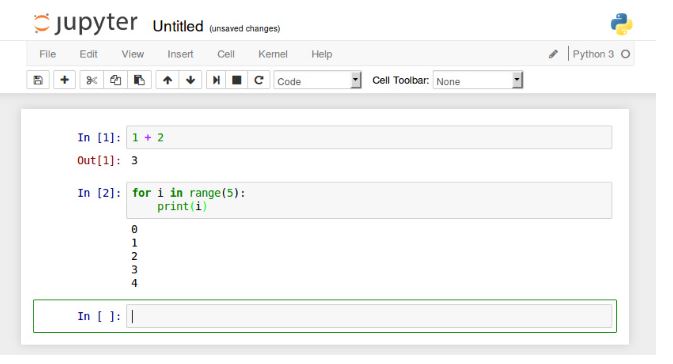 jupyter Untitled (unsaved changes)
File Edit View Insert Cell Kernel Help Python 3
Code Cell Toolbar: None
In [1]: 1 + 2
Out[1]: 3
In [2]: for i in range(5):
print(i)
0
1
2
3
4
In [ ]: